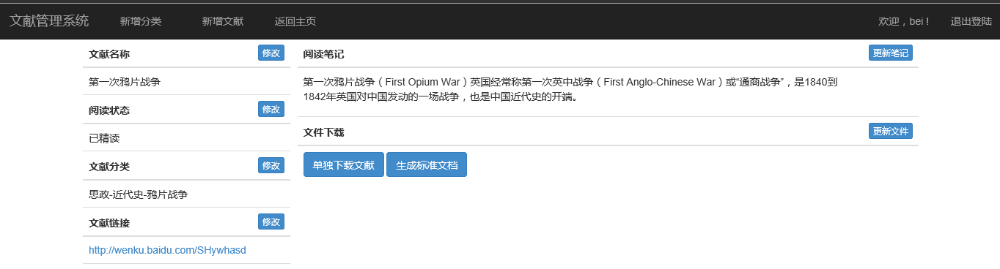 文献管理系统 新增分类 新增文献 返回主页 欢迎，bei！ 退出登陆
文献名称 修改
第一次鸦片战争
阅读状态 修改
已精读
文献分类 修改
思政-近代史-鸦片战争
文献链接 修改
http://wenku.baidu.com/SHywhasd
阅读笔记 更新笔记
第一次鸦片战争（First Opium War）英国经常称第一次英中战争（First Anglo-Chinese War）或“通商战争”，是1840到
1842年英国对中国发动的一场战争，也是中国近代史的开端。
文件下载 更新文件
单独下载文献 生成标准文档